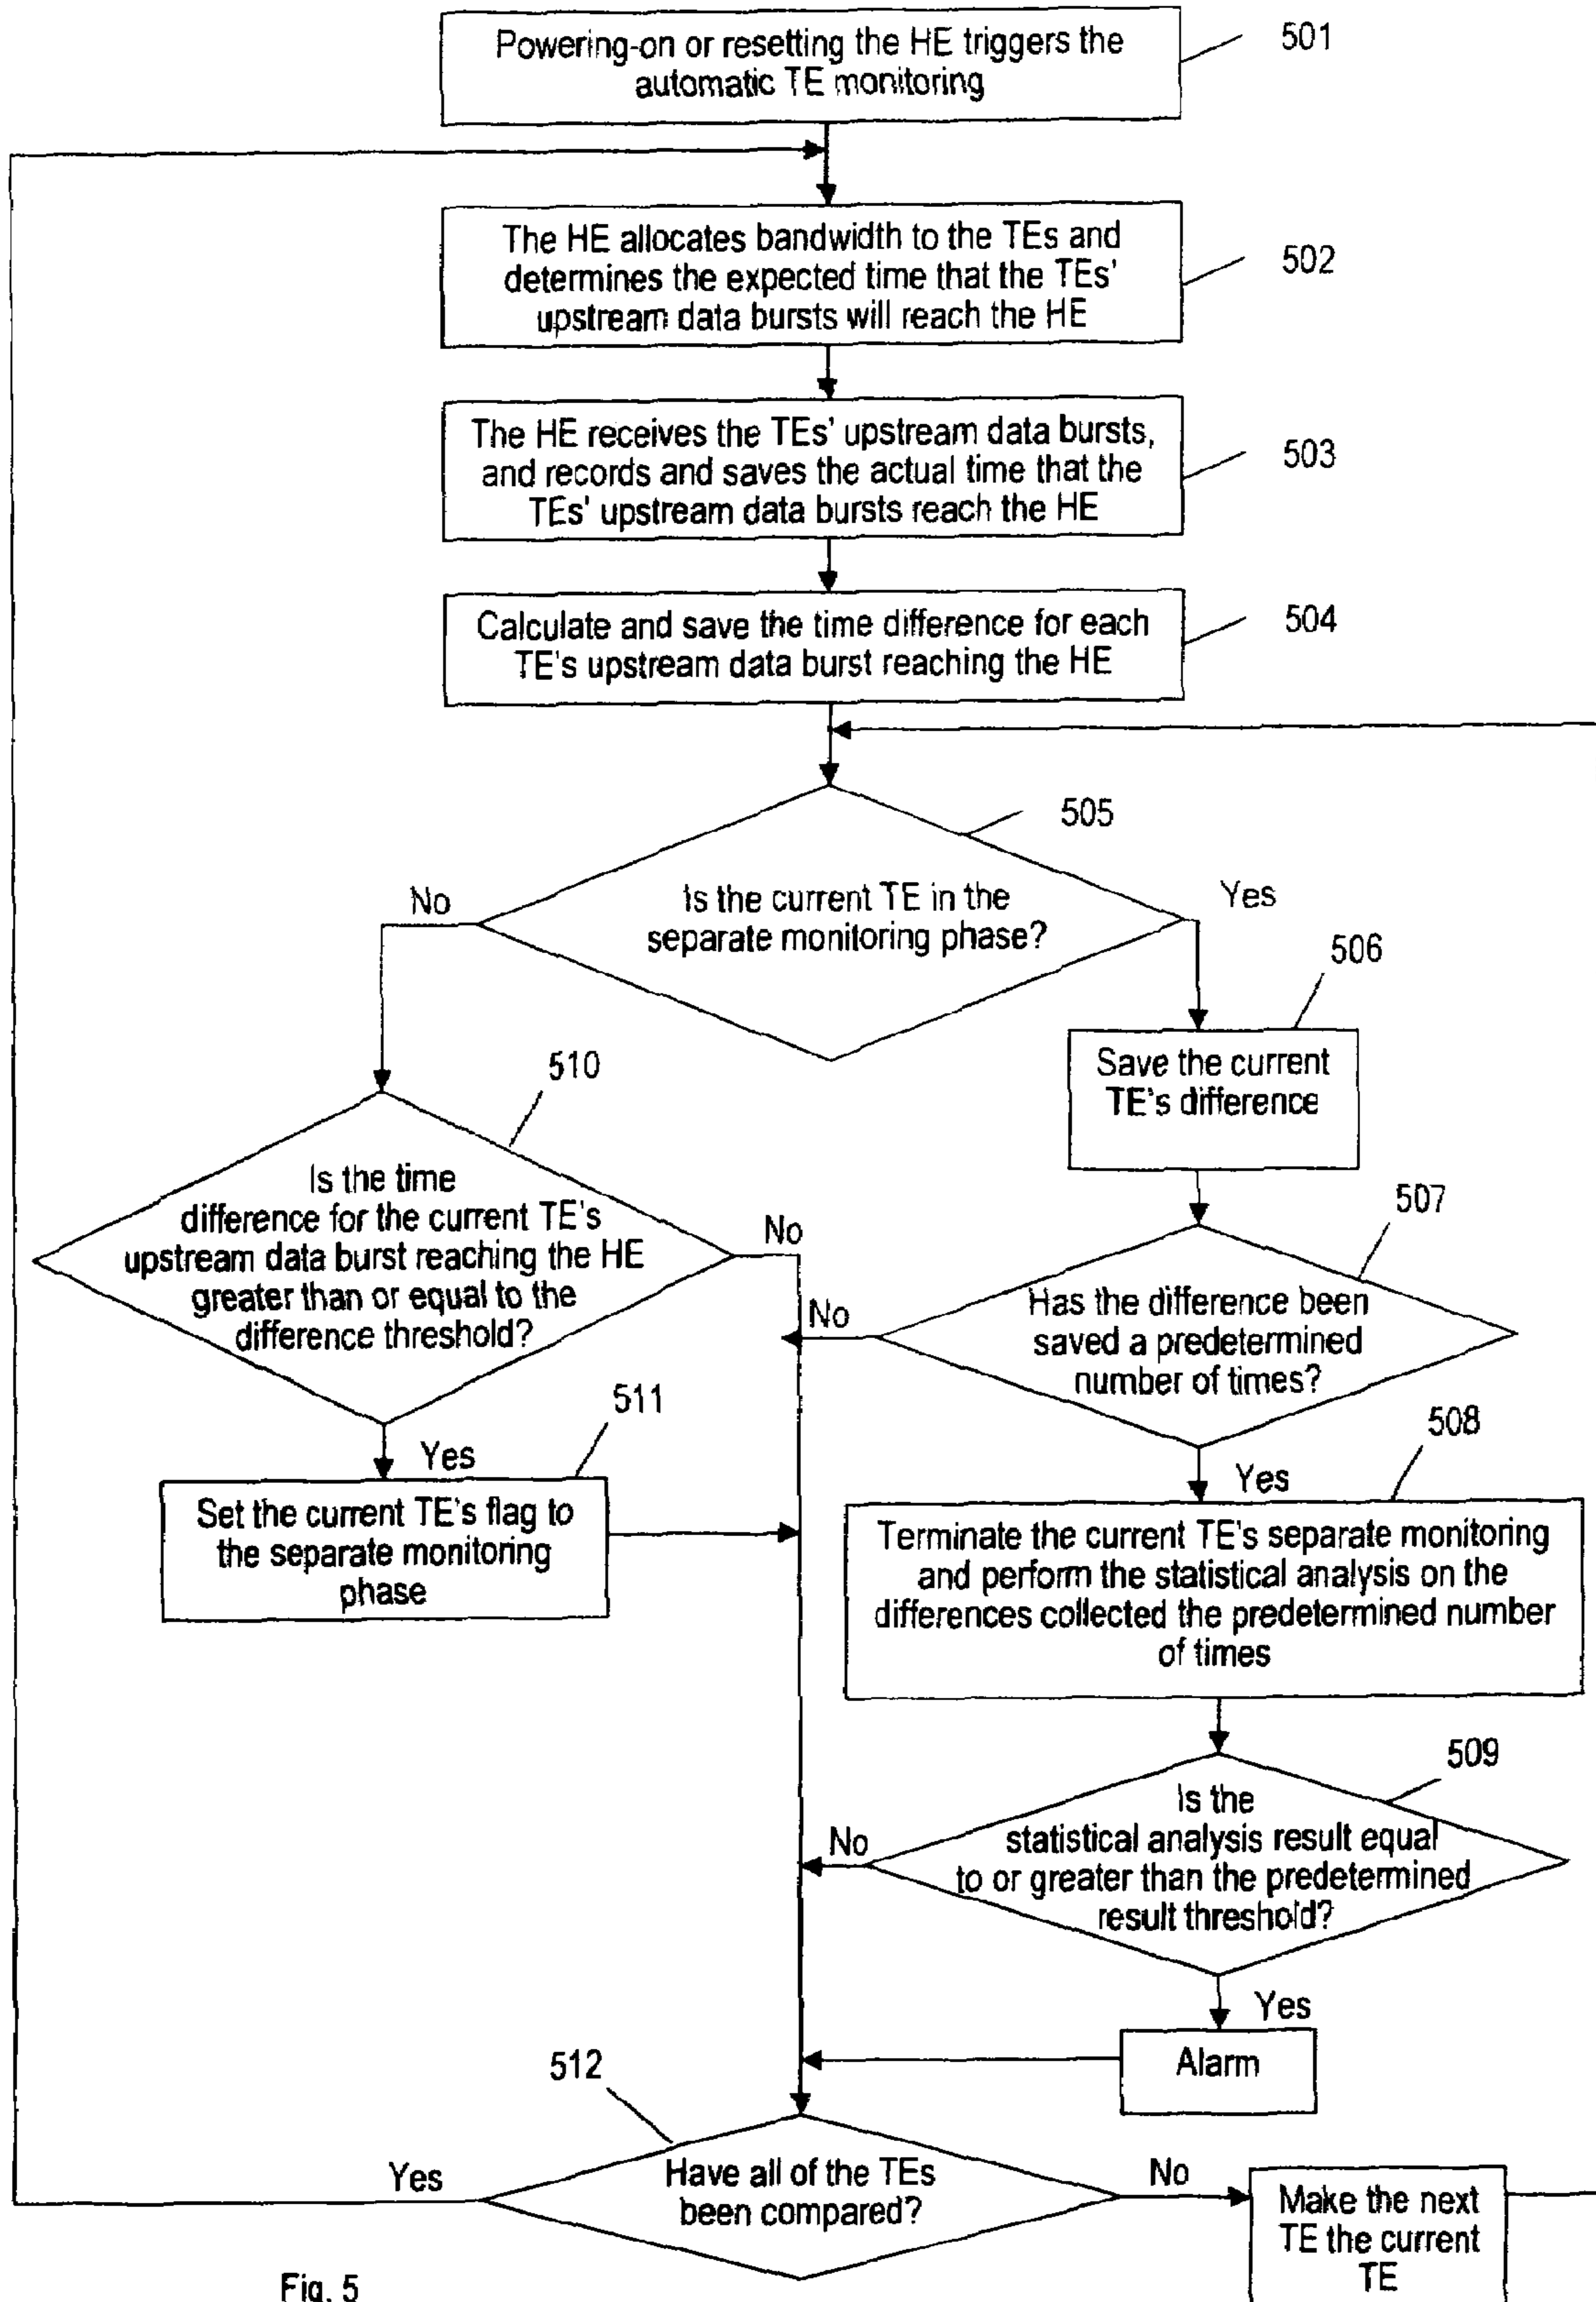 Powering-on or resetting the HE triggers the
automatic TE monitoring
501
The HE allocates bandwidth to the TEs and
determines the expected time that the TEs'
upstream data bursts will reach the HE
502
The HE receives the TEs' upstream data bursts,
and records and saves the actual time that the
TEs' upstream data bursts reach the HE
503
Calculate and save the time difference for each
TE's upstream data burst reaching the HE
504
505
No
Is the current TE in the
separate monitoring phase?
Yes
506
Save the current
TE's difference
510
Is the time
difference for the current TE's
upstream data burst reaching the HE
greater than or equal to the
difference threshold?
No
507
Has the difference been
saved a predetermined
number of times?
No
Yes
511
Set the current TE's flag to
the separate monitoring
phase
Yes
508
Terminate the current TE's separate monitoring
and perform the statistical analysis on the
differences collected the predetermined number
of times
509
Is the
statistical analysis result equal
to or greater than the predetermined
result threshold?
No
Yes
Alarm
512
Yes
Have all of the TEs
been compared?
No
Make the next
TE the current
TE
Fig. 5